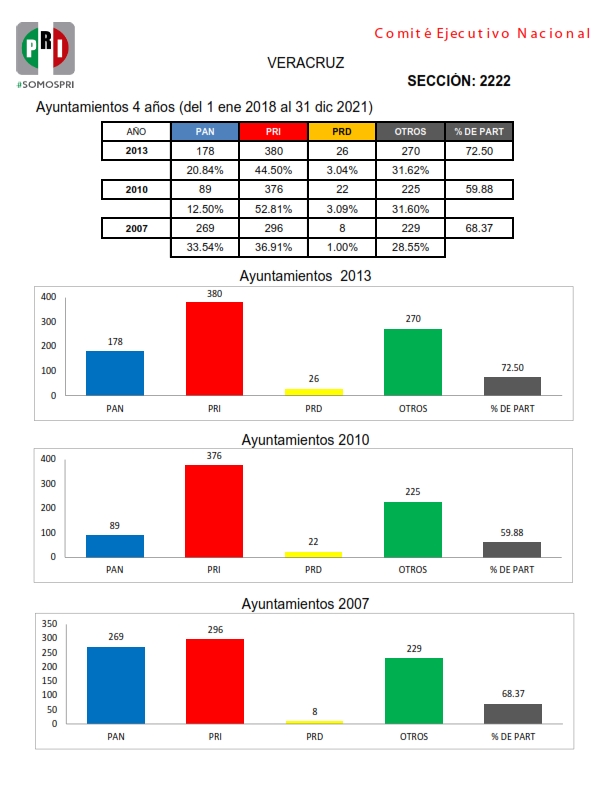 Comité Ejecutivo Nacional
PRI
#SOMOSPRI
VERACRUZ
SECCIÓN: 2222
Ayuntamientos 4 años (del 1 ene 2018 al 31 dic 2021)
AÑO PAN PRI PRD OTROS % DE PART
2013 178 380 26 270 72.50
20.84% 44.50% 3.04% 31.62%
2010 89 376 22 225 59.88
12.50% 52.81% 3.09% 31.60%
2007 269 296 8 229 68.37
33.54% 36.91% 1.00% 28.55%
Ayuntamientos 2013
400
300
200
100
0
178 380 26 270 72.50
PAN PRI PRD OTROS % DE PART
Ayuntamientos 2010
400
300
200
100
0
89 376 22 225 59.88
PAN PRI PRD OTROS % DE PART
Ayuntamientos 2007
350
300
250
200
150
100
50
0
269 296 8 229 68.37
PAN PRI PRD OTROS % DE PART